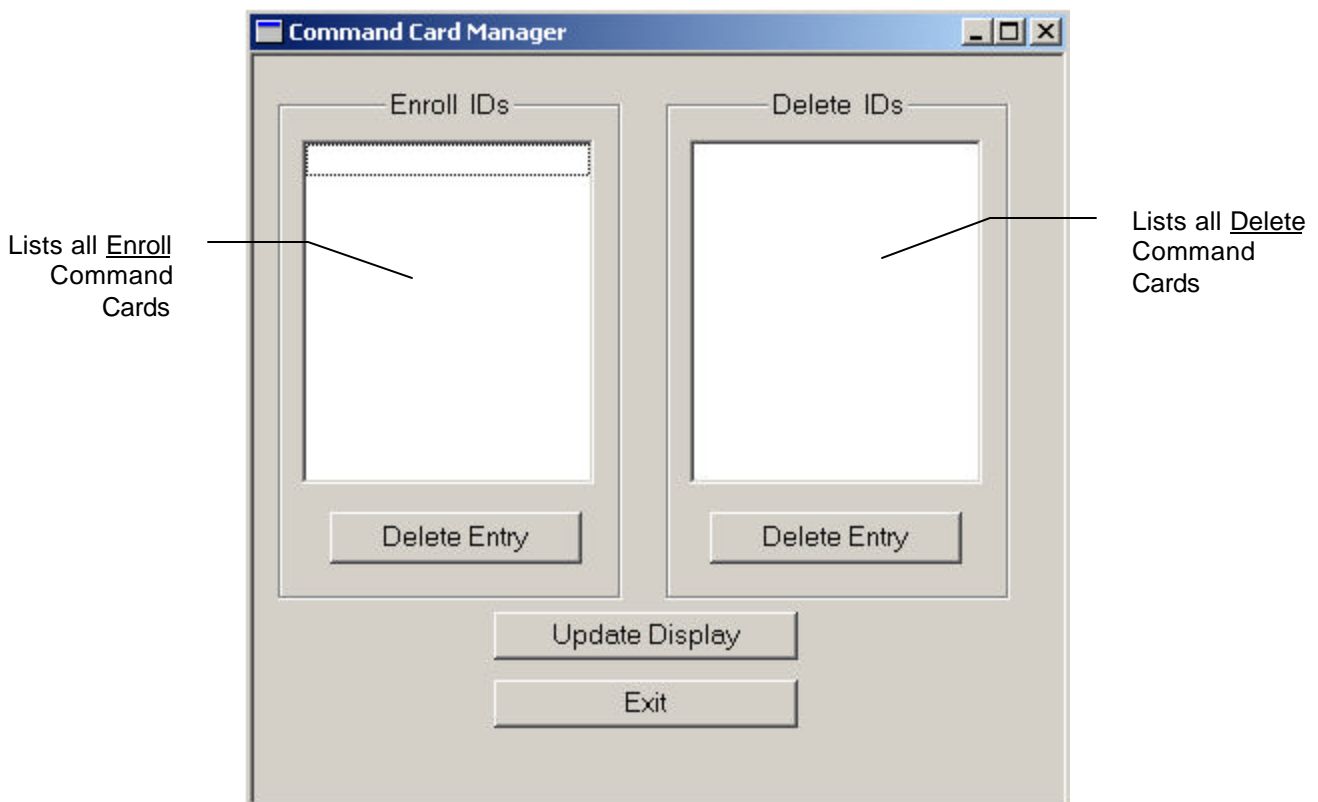 Command Card Manager
Enroll IDs
Delete IDs
Lists all Enroll
Command
Cards
Lists all Delete
Command
Cards
Delete Entry
Delete Entry
Update Display
Exit